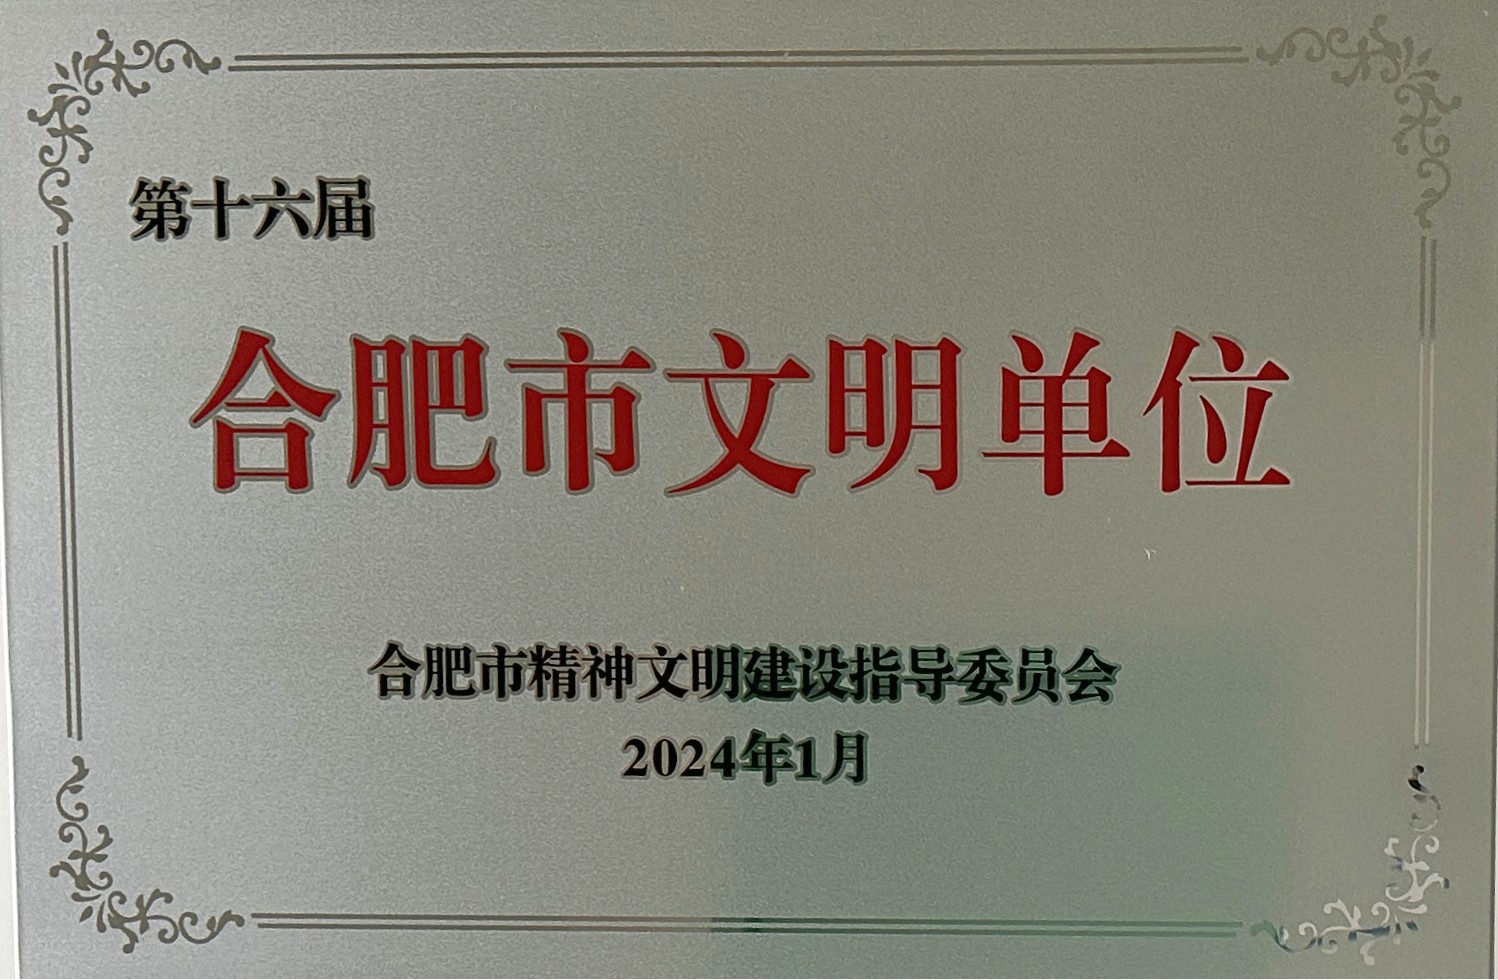 第十六届
合肥市文明单位
合肥市精神文明建设指导委员会
2024年1月